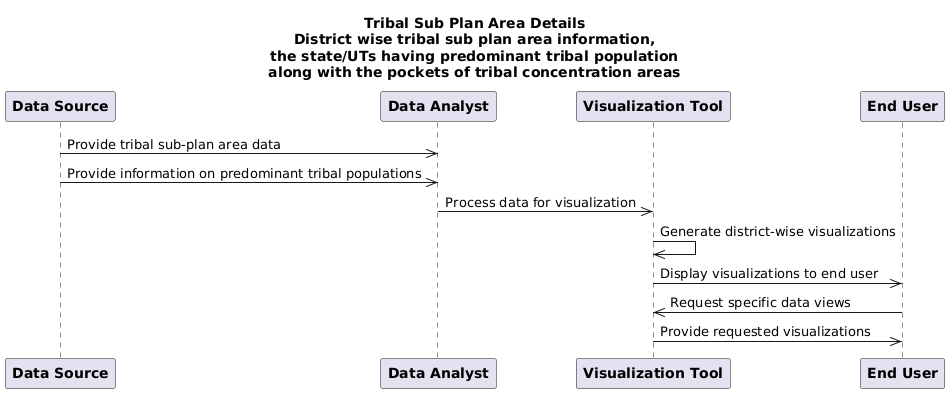 Tribal Sub Plan Area Details
District wise tribal sub plan area information,
the state/UTs having predominant tribal population
along with the pockets of tribal concentration areas
Data Source
Data Analyst
Visualization Tool
End User
Provide tribal sub-plan area data
Provide information on predominant tribal populations
Process data for visualization
Generate district-wise visualizations
Display visualizations to end user
Request specific data views
Provide requested visualizations
Data Source
Data Analyst
Visualization Tool
End User